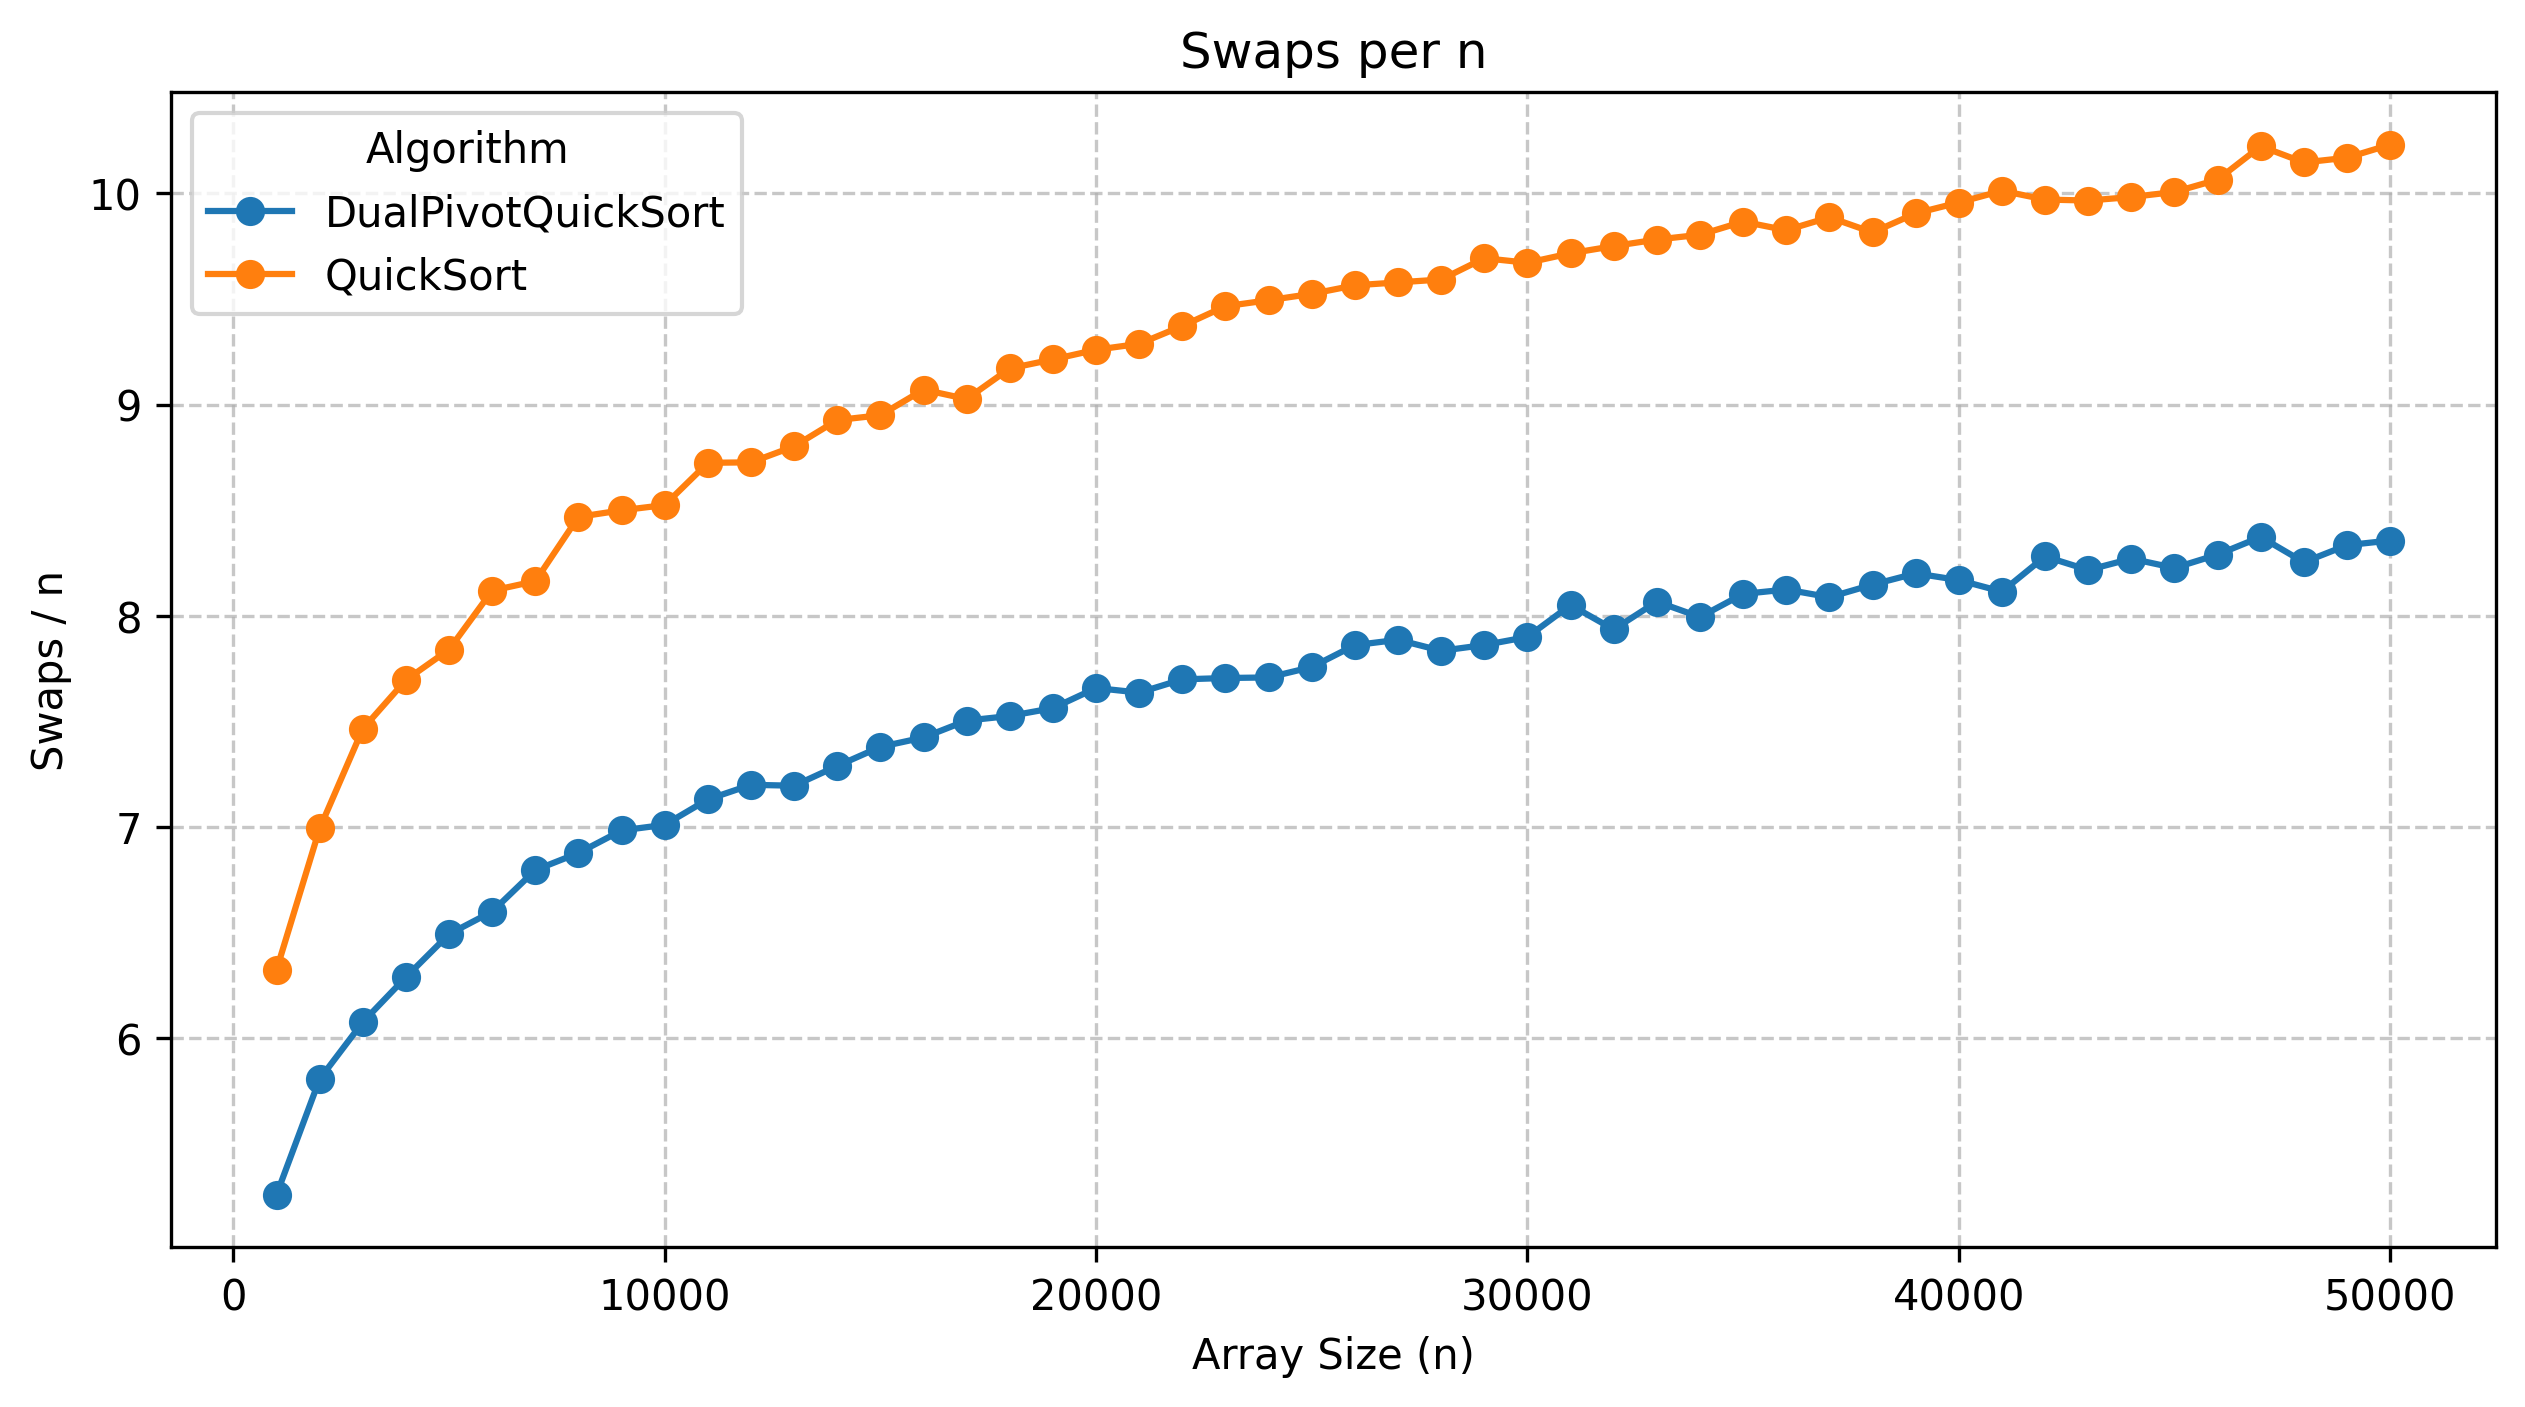 Swaps per n
Algorithm
DualPivotQuickSort
QuickSort
Swaps / n
10
9
8
7
6
0
10000
20000
30000
40000
50000
Array Size (n)